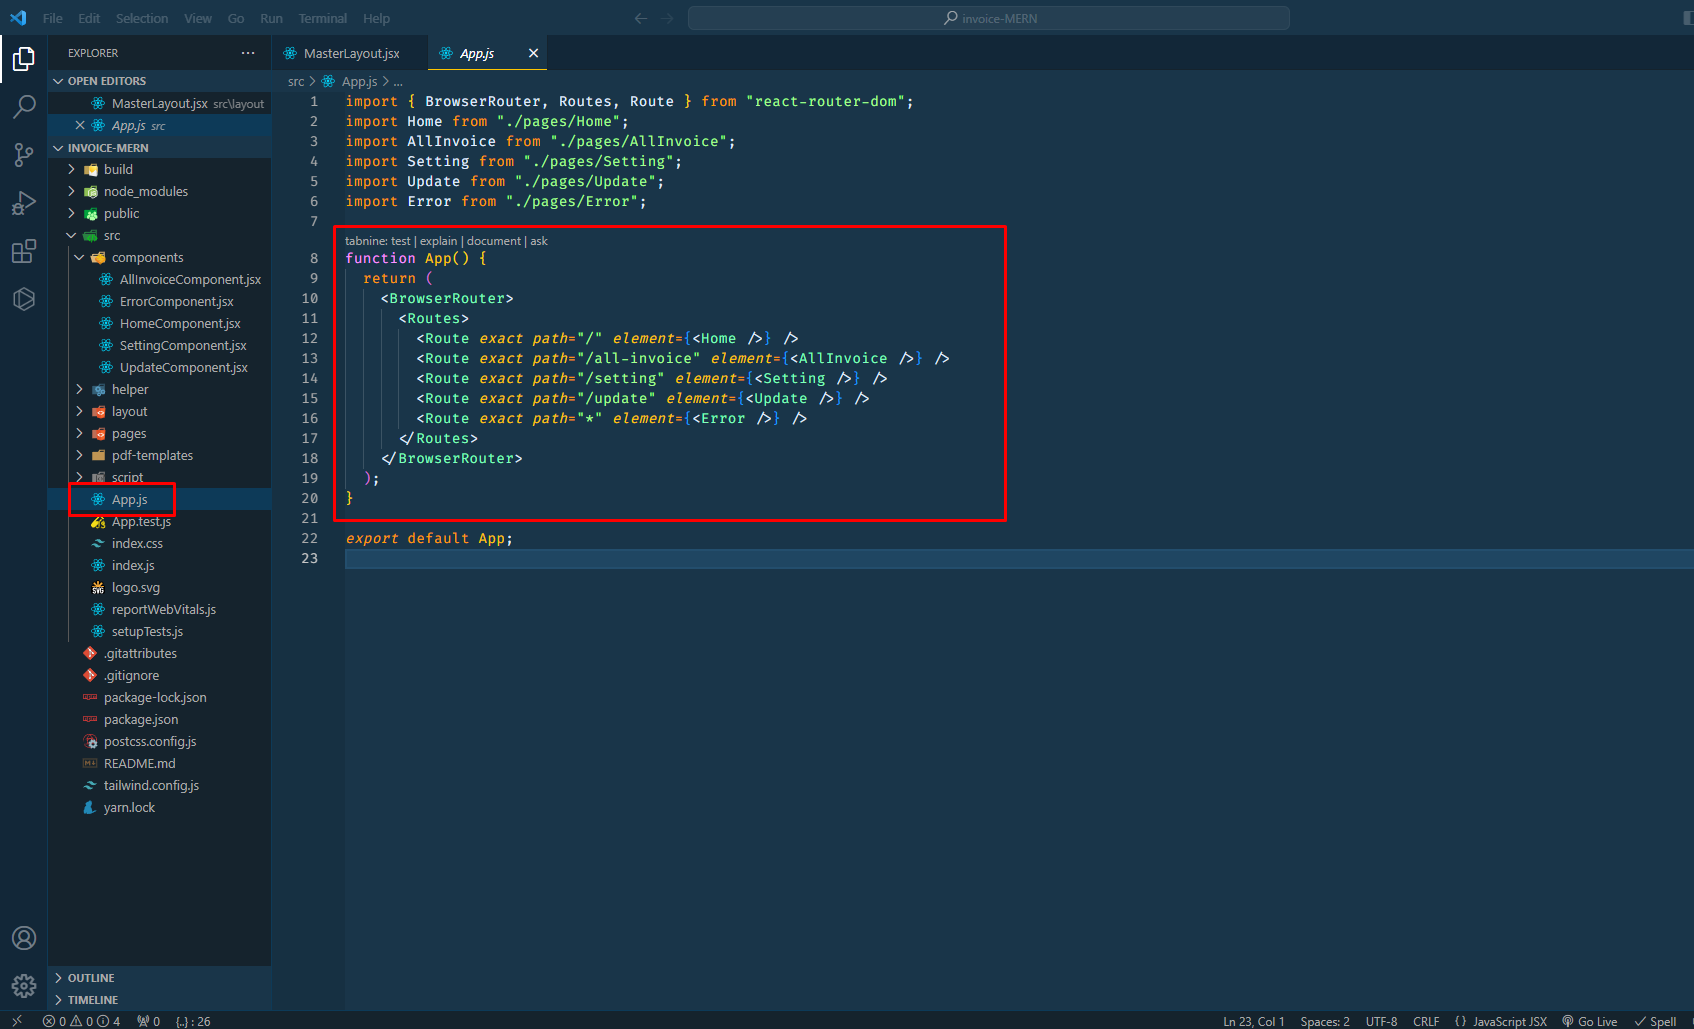 File Edit Selection View Go Run Terminal Help
invoice-MERN
EXPLORER
OPEN EDITORS
MasterLayout.jsx src\layout
App.js src
INVOICE-MERN
build
node_modules
public
src
components
AllInvoiceComponent.jsx
ErrorComponent.jsx
HomeComponent.jsx
SettingComponent.jsx
UpdateComponent.jsx
helper
layout
pages
pdf-templates
script
App.js
App.test.js
index.css
index.js
logo.svg
reportWebVitals.js
setupTests.js
.gitattributes
.gitignore
package-lock.json
package.json
postcss.config.js
README.md
tailwind.config.js
yarn.lock
OUTLINE
TIMELINE
MasterLayout.jsx App.js
src > App.js > ...
1 import { BrowserRouter, Routes, Route } from "react-router-dom";
2 import Home from "./pages/Home";
3 import AllInvoice from "./pages/AllInvoice";
4 import Setting from "./pages/Setting";
5 import Update from "./pages/Update";
6 import Error from "./pages/Error";
7
tabnine: test | explain | document | ask
8 function App() {
9 return (
10 <BrowserRouter>
11 <Routes>
12 <Route exact path="/" element={<Home />} />
13 <Route exact path="/all-invoice" element={<AllInvoice />} />
14 <Route exact path="/setting" element={<Setting />} />
15 <Route exact path="/update" element={<Update />} />
16 <Route exact path="*" element={<Error />} />
17 </Routes>
18 </BrowserRouter>
19 );
20 }
21
22 export default App;
23
0 0 4 0 {..} : 26 Ln 23, Col 1 Spaces: 2 UTF-8 CRLF {} JavaScript JSX Go Live Spell